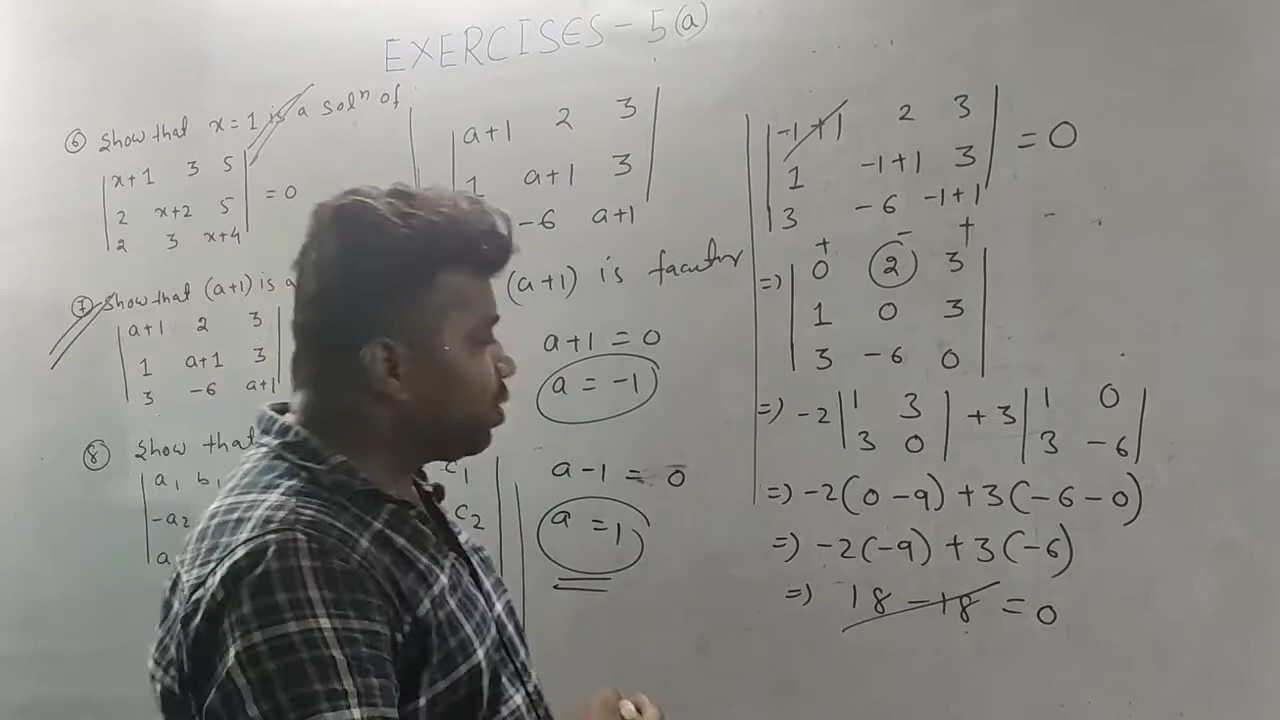 EXERCISES - 5(a)
⑥ Show that x = 1 is a solⁿ of
x+1 3 5
2 x+2 5 = 0
2 3 x+4
⑦ Show that (a+1) is a
a+1 2 3
1 a+1 3
3 -6 a+1
⑧ Show that
a₁ b₁
-a₂
a
c₁
c₂
a+1 2 3
1 a+1 3
-6 a+1
(a+1) is factor
a+1 = 0
a = -1
a - 1 = 0
a = 1
-1+1 2 3
1 -1+1 3 = 0
3 -6 -1+1
+ - +
=) 0 2 3
1 0 3
3 -6 0
=) -2 |1 3| + 3 |1 0|
|3 0| |3 -6|
=) -2(0-9) + 3(-6-0)
=) -2(-9) + 3(-6)
=) 18 - 18 = 0